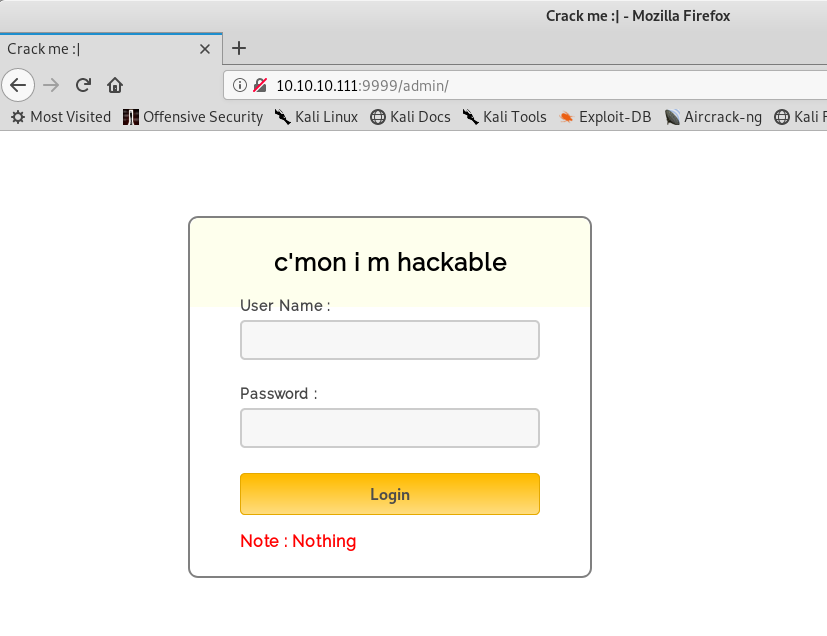 Crack me :| - Mozilla Firefox
Crack me :|
10.10.10.111:9999/admin/
Most Visited Offensive Security Kali Linux Kali Docs Kali Tools Exploit-DB Aircrack-ng Kali
c'mon i m hackable
User Name :
Password :
Login
Note : Nothing